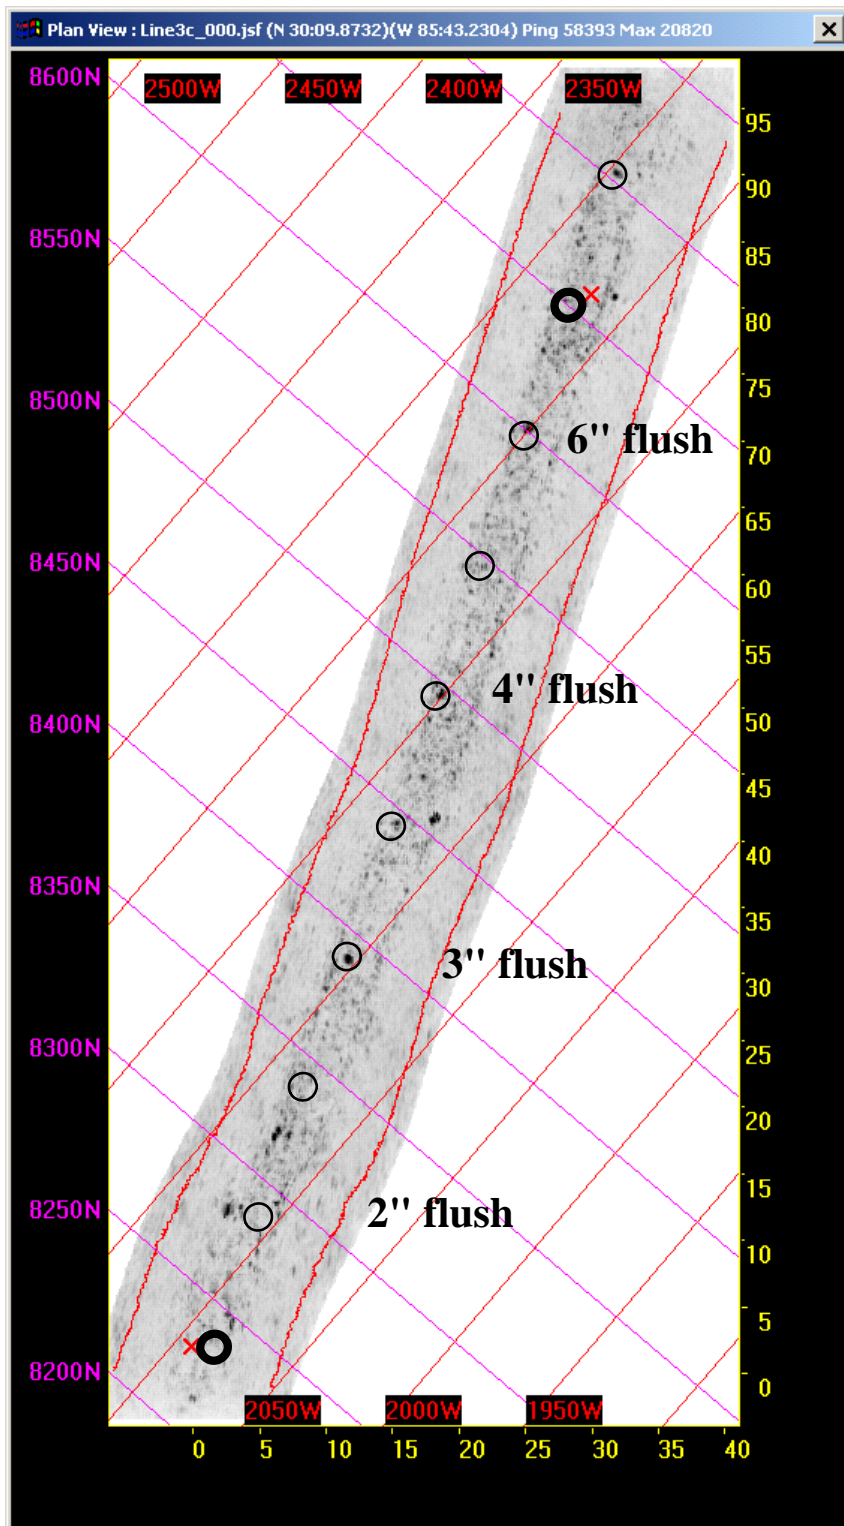 Plan View : Line3c_000.jsf (N 30:09.8732)(W 85:43.2304) Ping 58393 Max 20820
8600N
2500W 2450W 2400W 2350W
95
90
8550N
85
80
75
8500N
6" flush
70
65
8450N
60
55
4" flush
50
8400N
45
40
8350N
35
3" flush
30
8300N
25
20
15
8250N
2" flush
10
5
8200N
0
2050W 2000W 1950W
0 5 10 15 20 25 30 35 40